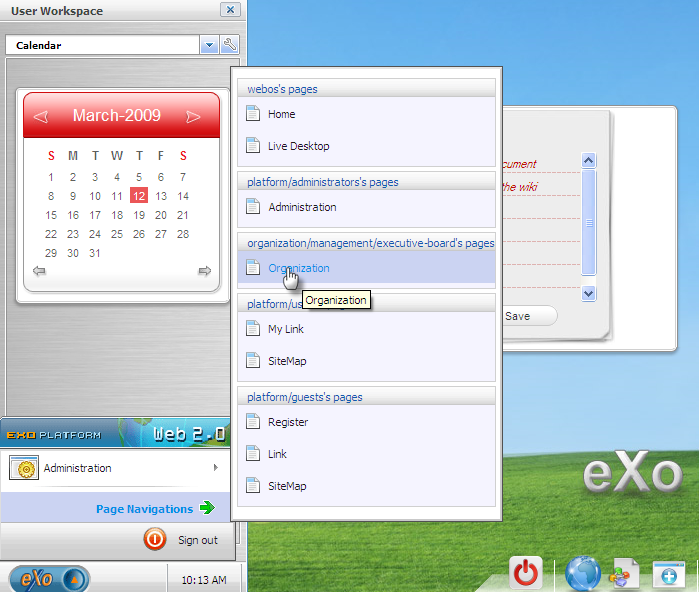 User Workspace
Calendar
March-2009
S M T W T F S
1 2 3 4 5 6 7
8 9 10 11 12 13 14
15 16 17 18 19 20 21
22 23 24 25 26 27 28
29 30 31
webos's pages
Home
Live Desktop
platform/administrators's pages
Administration
organization/management/executive-board's pages
Organization
Organization
platform/us
My Link
SiteMap
platform/guests's pages
Register
Link
SiteMap
cument
the wiki
Save
eXo PLATFORM Web 2.0
Administration
Page Navigations
Sign out
eXo
10:13 AM
eXo